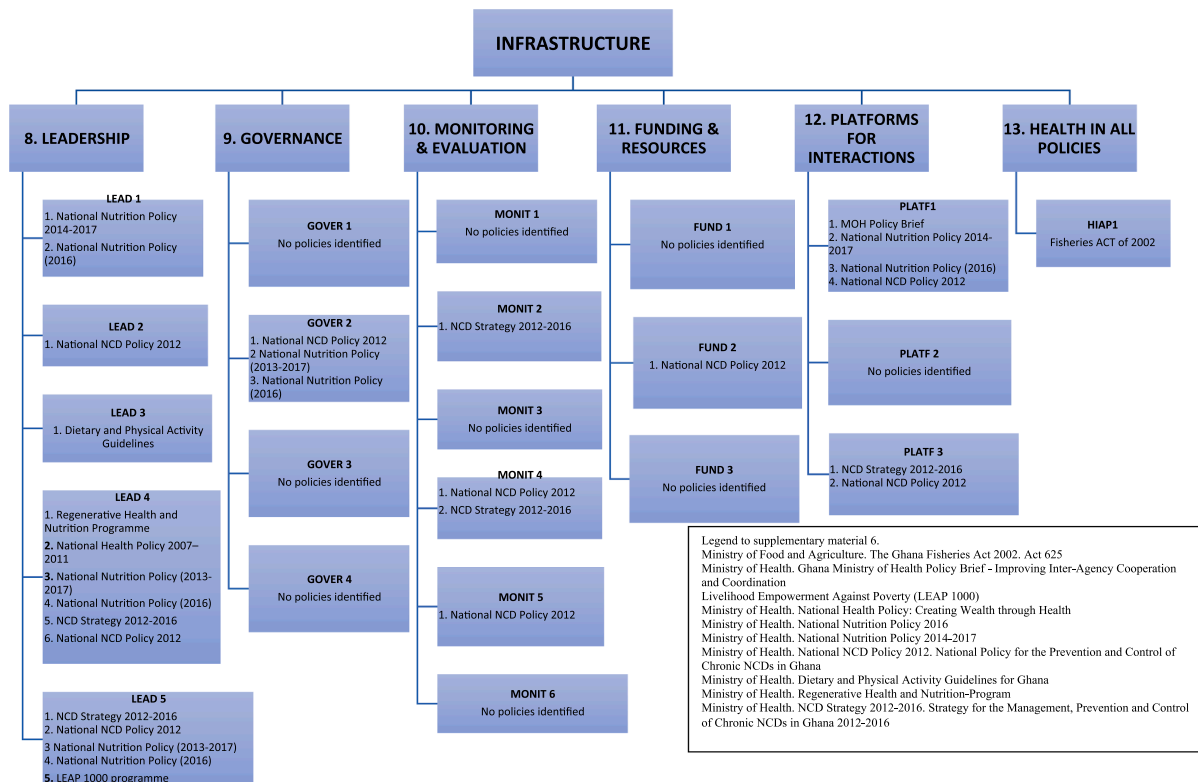 INFRASTRUCTURE
8. LEADERSHIP
LEAD 1
1. National Nutrition Policy
2014-2017
2. National Nutrition Policy
(2016)
LEAD 2
1. National NCD Policy 2012
LEAD 3
1. Dietary and Physical Activity
Guidelines
LEAD 4
1. Regenerative Health and
Nutrition Programme
2. National Health Policy 2007–
2011
3. National Nutrition Policy (2013-
2017)
4. National Nutrition Policy (2016)
5. NCD Strategy 2012-2016
6. National NCD Policy 2012
LEAD 5
1. NCD Strategy 2012-2016
2. National NCD Policy 2012
3 National Nutrition Policy (2013-2017)
4. National Nutrition Policy (2016)
5. LEAP 1000 programme
9. GOVERNANCE
GOVER 1
No policies identified
GOVER 2
1. National NCD Policy 2012
2 National Nutrition Policy
(2013-2017)
3. National Nutrition Policy
(2016)
GOVER 3
No policies identified
GOVER 4
No policies identified
10. MONITORING
& EVALUATION
MONIT 1
No policies identified
MONIT 2
1. NCD Strategy 2012-2016
MONIT 3
No policies identified
MONIT 4
1. National NCD Policy 2012
2. NCD Strategy 2012-2016
MONIT 5
1. National NCD Policy 2012
MONIT 6
No policies identified
11. FUNDING &
RESOURCES
FUND 1
No policies identified
FUND 2
1. National NCD Policy 2012
FUND 3
No policies identified
12. PLATFORMS
FOR
INTERACTIONS
PLATF1
1. MOH Policy Brief
2. National Nutrition Policy 2014-
2017
3. National Nutrition Policy (2016)
4. National NCD Policy 2012
PLATF 2
No policies identified
PLATF 3
1. NCD Strategy 2012-2016
2. National NCD Policy 2012
13. HEALTH IN ALL
POLICIES
HIAP1
Fisheries ACT of 2002
Legend to supplementary material 6.
Ministry of Food and Agriculture. The Ghana Fisheries Act 2002. Act 625
Ministry of Health. Ghana Ministry of Health Policy Brief - Improving Inter-Agency Cooperation
and Coordination
Livelihood Empowerment Against Poverty (LEAP 1000)
Ministry of Health. National Health Policy: Creating Wealth through Health
Ministry of Health. National Nutrition Policy 2016
Ministry of Health. National Nutrition Policy 2014-2017
Ministry of Health. National NCD Policy 2012. National Policy for the Prevention and Control of
Chronic NCDs in Ghana
Ministry of Health. Dietary and Physical Activity Guidelines for Ghana
Ministry of Health. Regenerative Health and Nutrition-Program
Ministry of Health. NCD Strategy 2012-2016. Strategy for the Management, Prevention and Control
of Chronic NCDs in Ghana 2012-2016